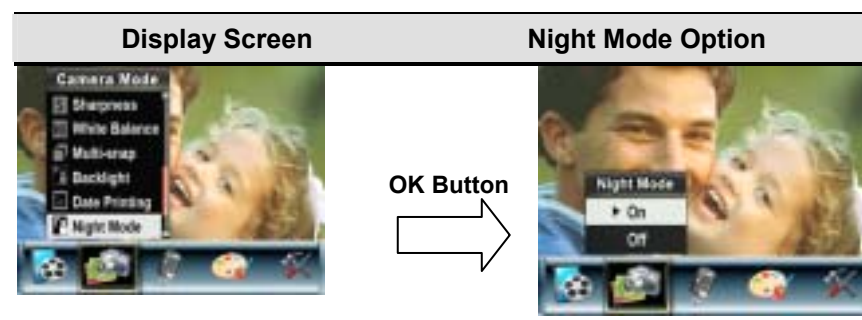 Display Screen Night Mode Option
Camera Mode
Sharpness
White Balance
Multi-snap
Backlight
Date Printing
Night Mode
OK Button
Night Mode
On
Off